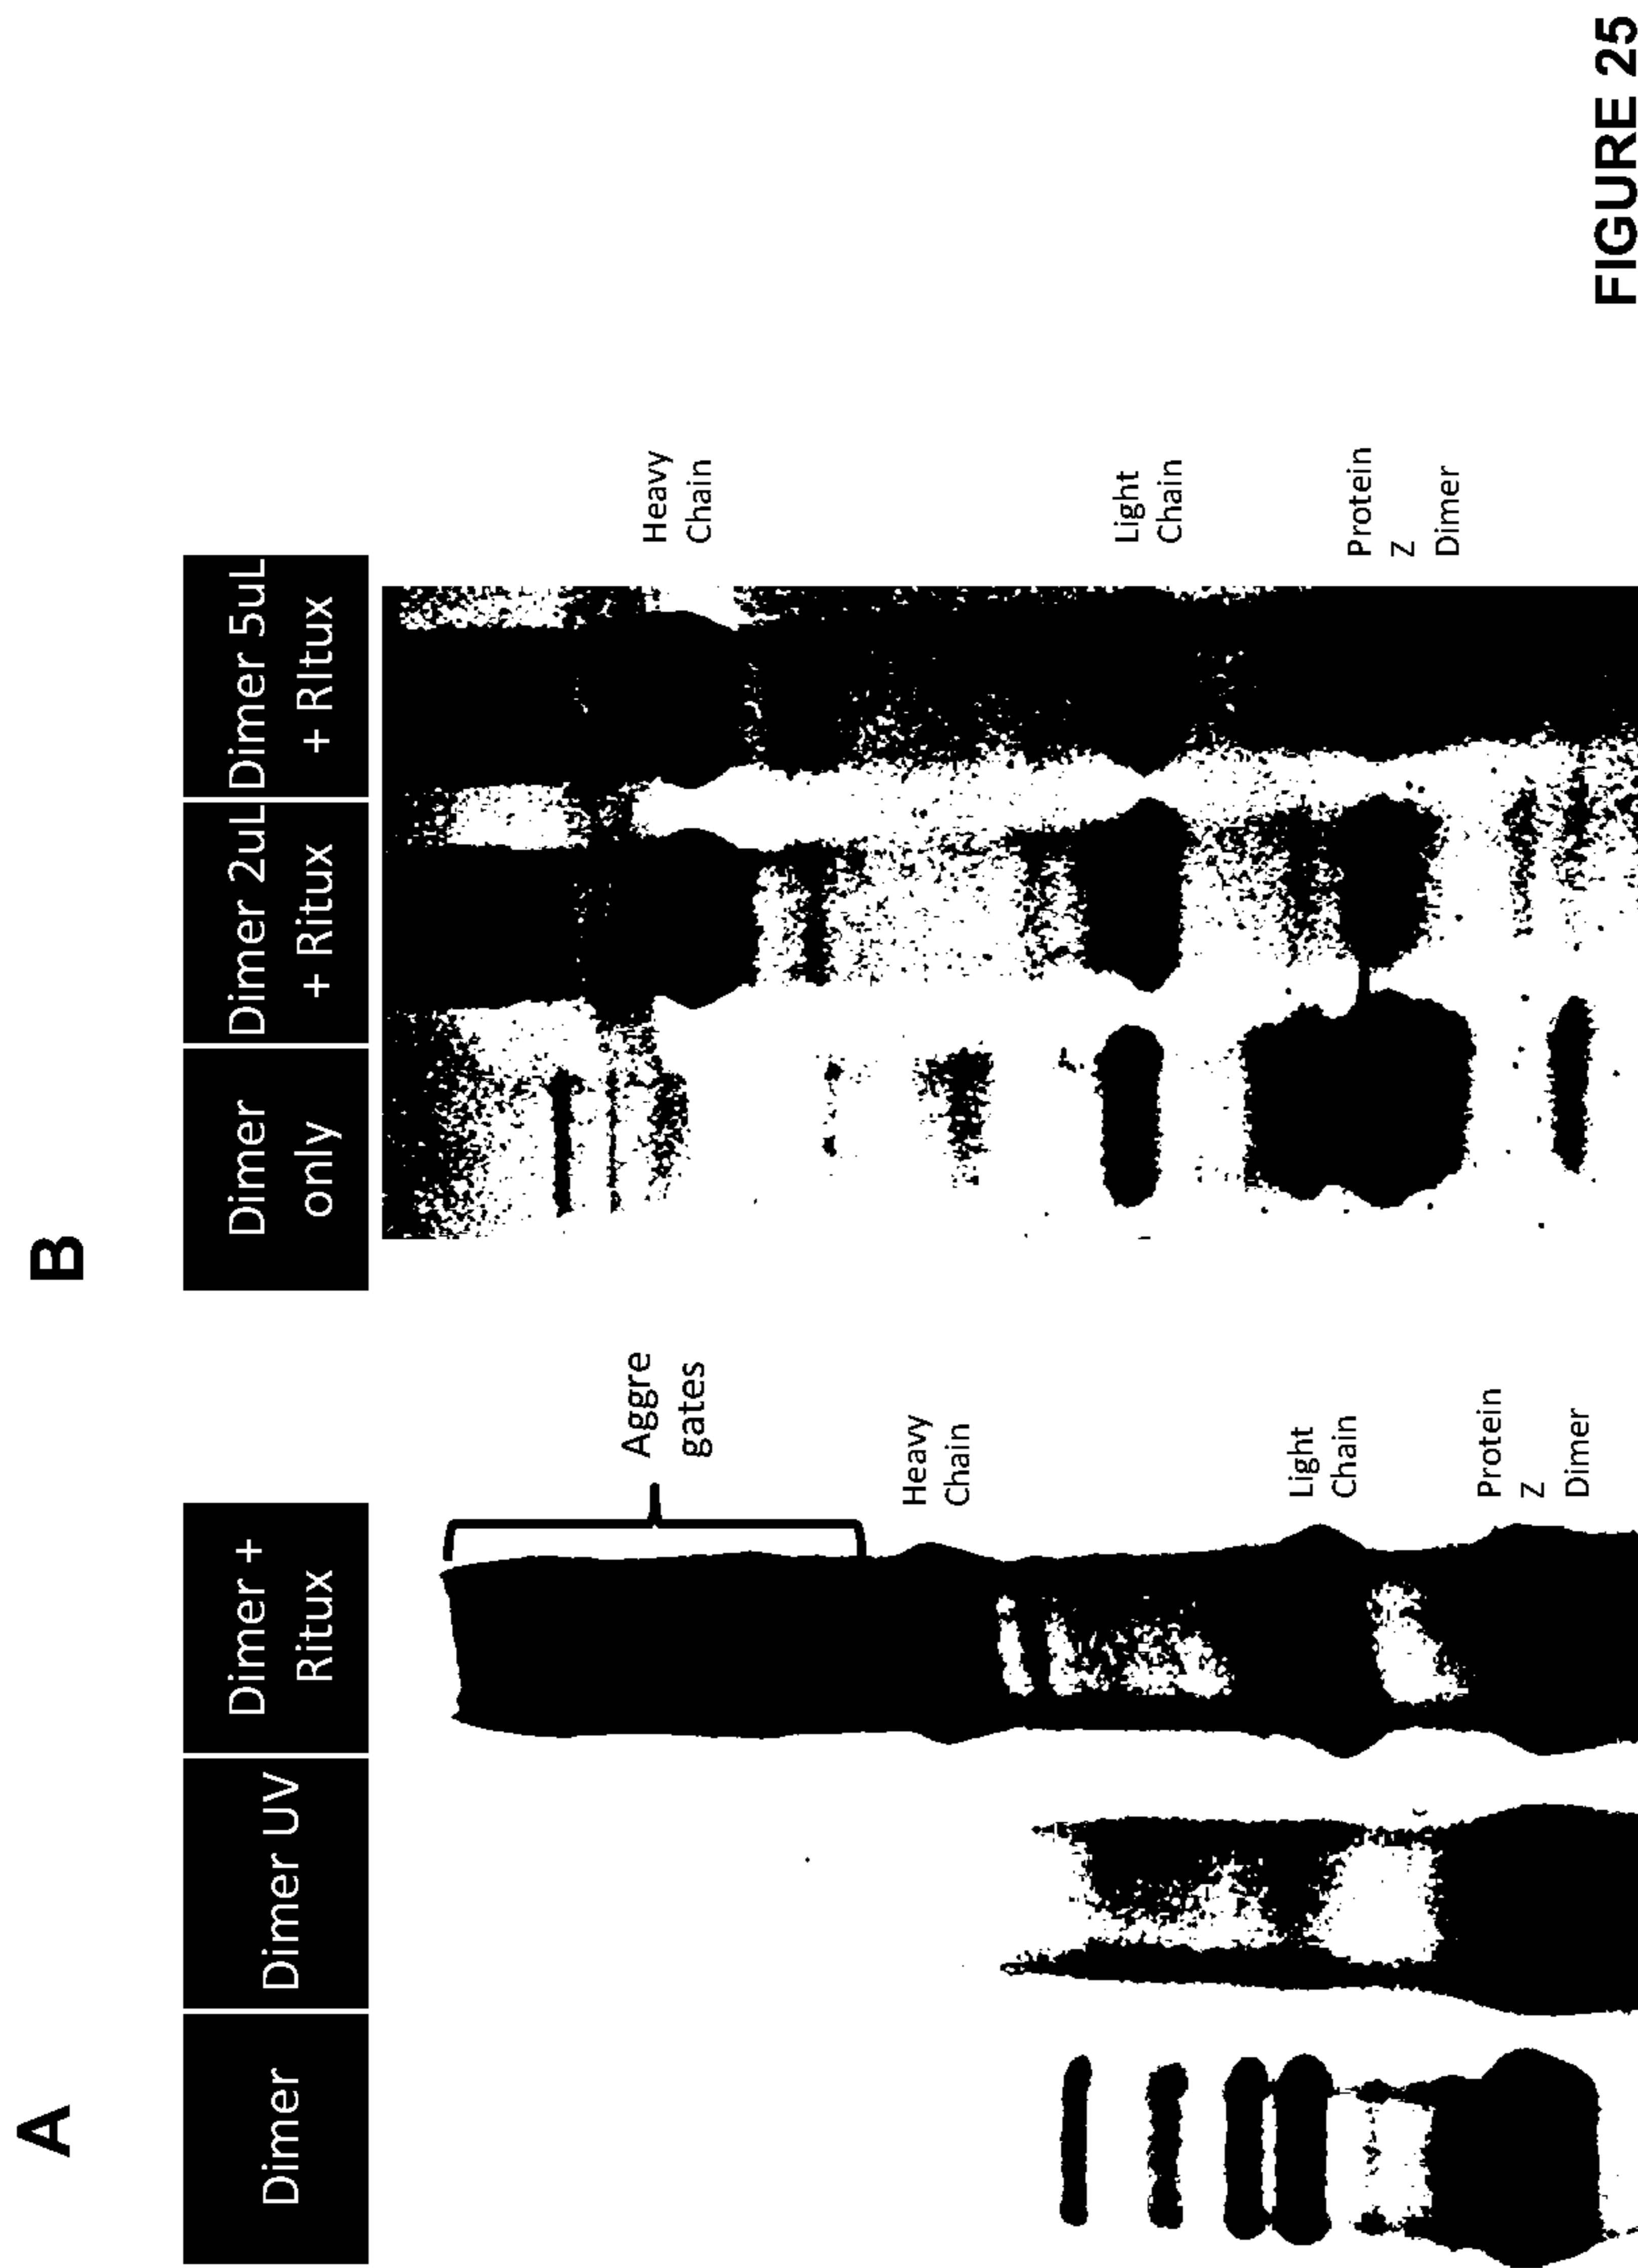 A
Dimer
Dimer UV
Dimer +
Ritux
Aggre
gates
Heavy
Chain
Light
Chain
Protein
Z
Dimer
B
Dimer
only
Dimer 2uL
+ Ritux
Dimer 5uL
+ RItux
Heavy
Chain
Light
Chain
Protein
Z
Dimer
FIGURE 25